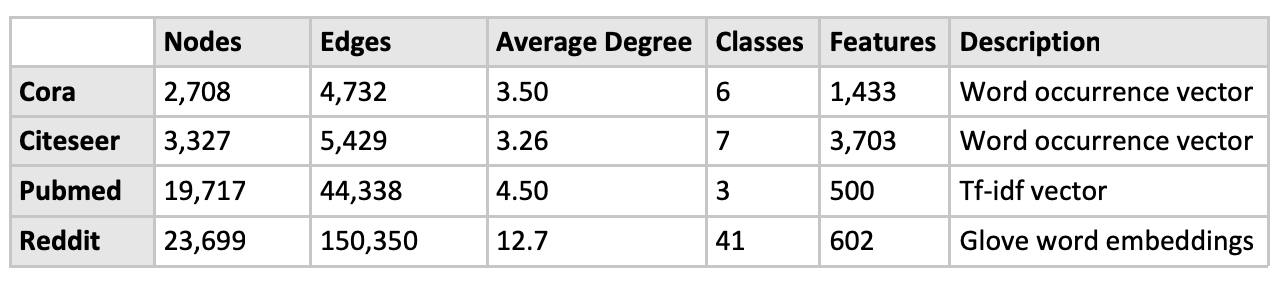 Nodes Edges Average Degree Classes Features Description
Cora 2,708 4,732 3.50 6 1,433 Word occurrence vector
Citeseer 3,327 5,429 3.26 7 3,703 Word occurrence vector
Pubmed 19,717 44,338 4.50 3 500 Tf-idf vector
Reddit 23,699 150,350 12.7 41 602 Glove word embeddings